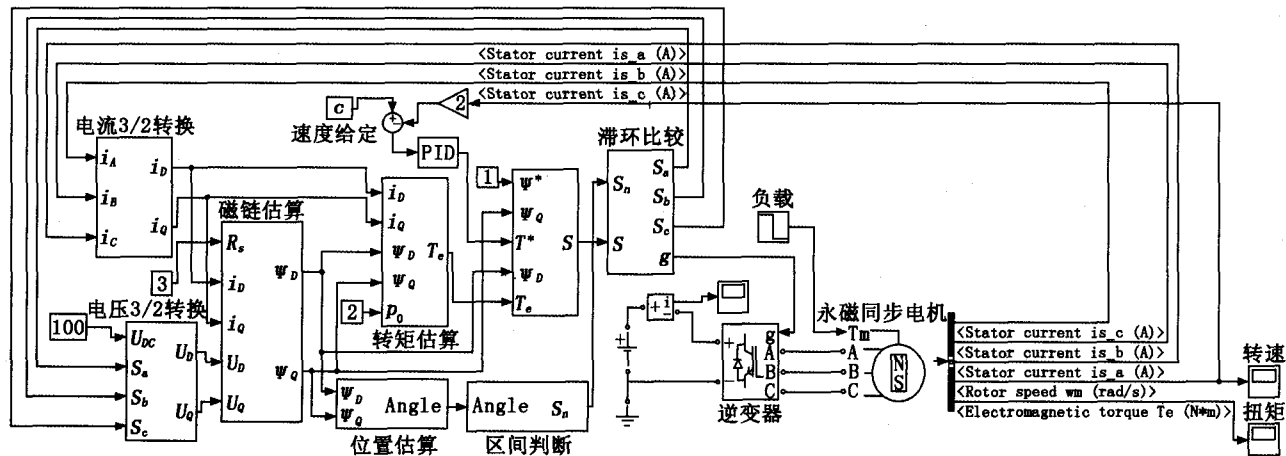 <Stator current is_a (A)>
<Stator current is_b (A)>
<Stator current is_c (A)>
c
2
速度给定
PID
电流3/2转换
i_A
i_B
i_C
i_D
i_Q
3
磁链估算
R_s
i_D
i_Q
U_D
U_Q
Ψ_D
Ψ_Q
电压3/2转换
100
U_DC
S_a
S_b
S_c
U_D
U_Q
i_D
i_Q
Ψ_D
Ψ_Q
p_0
T_e
2
转矩估算
1
Ψ*
Ψ_Q
T*
Ψ_D
T_e
S
滞环比较
S_n
S
S_a
S_b
S_c
g
Ψ_D
Ψ_Q
Angle
位置估算
Angle
S_n
区间判断
负载
+
i
-
+
+
-
g
A
B
C
逆变器
永磁同步电机
Tm
A
B
C
N
S
<Stator current is_c (A)>
<Stator current is_b (A)>
<Stator current is_a (A)>
<Rotor speed wm (rad/s)>
<Electromagnetic torque Te (N*m)>
转速
扭矩